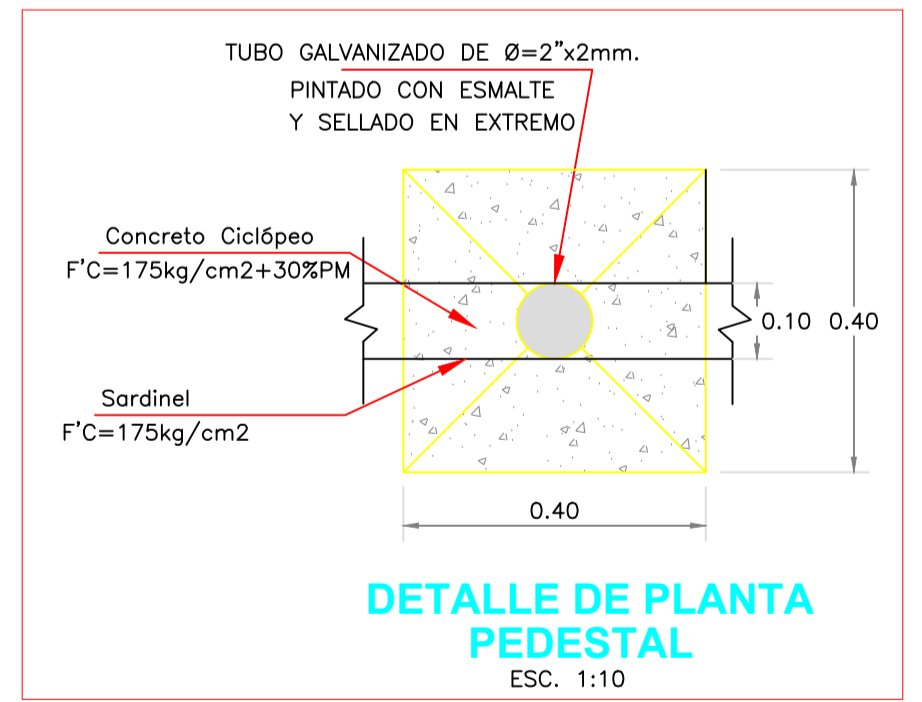 TUBO GALVANIZADO DE Ø=2"x2mm.
PINTADO CON ESMALTE
Y SELLADO EN EXTREMO
Concreto Ciclópeo
F'C=175kg/cm2+30%PM
0.10 0.40
Sardinel
F'C=175kg/cm2
0.40
DETALLE DE PLANTA
PEDESTAL
ESC. 1:10